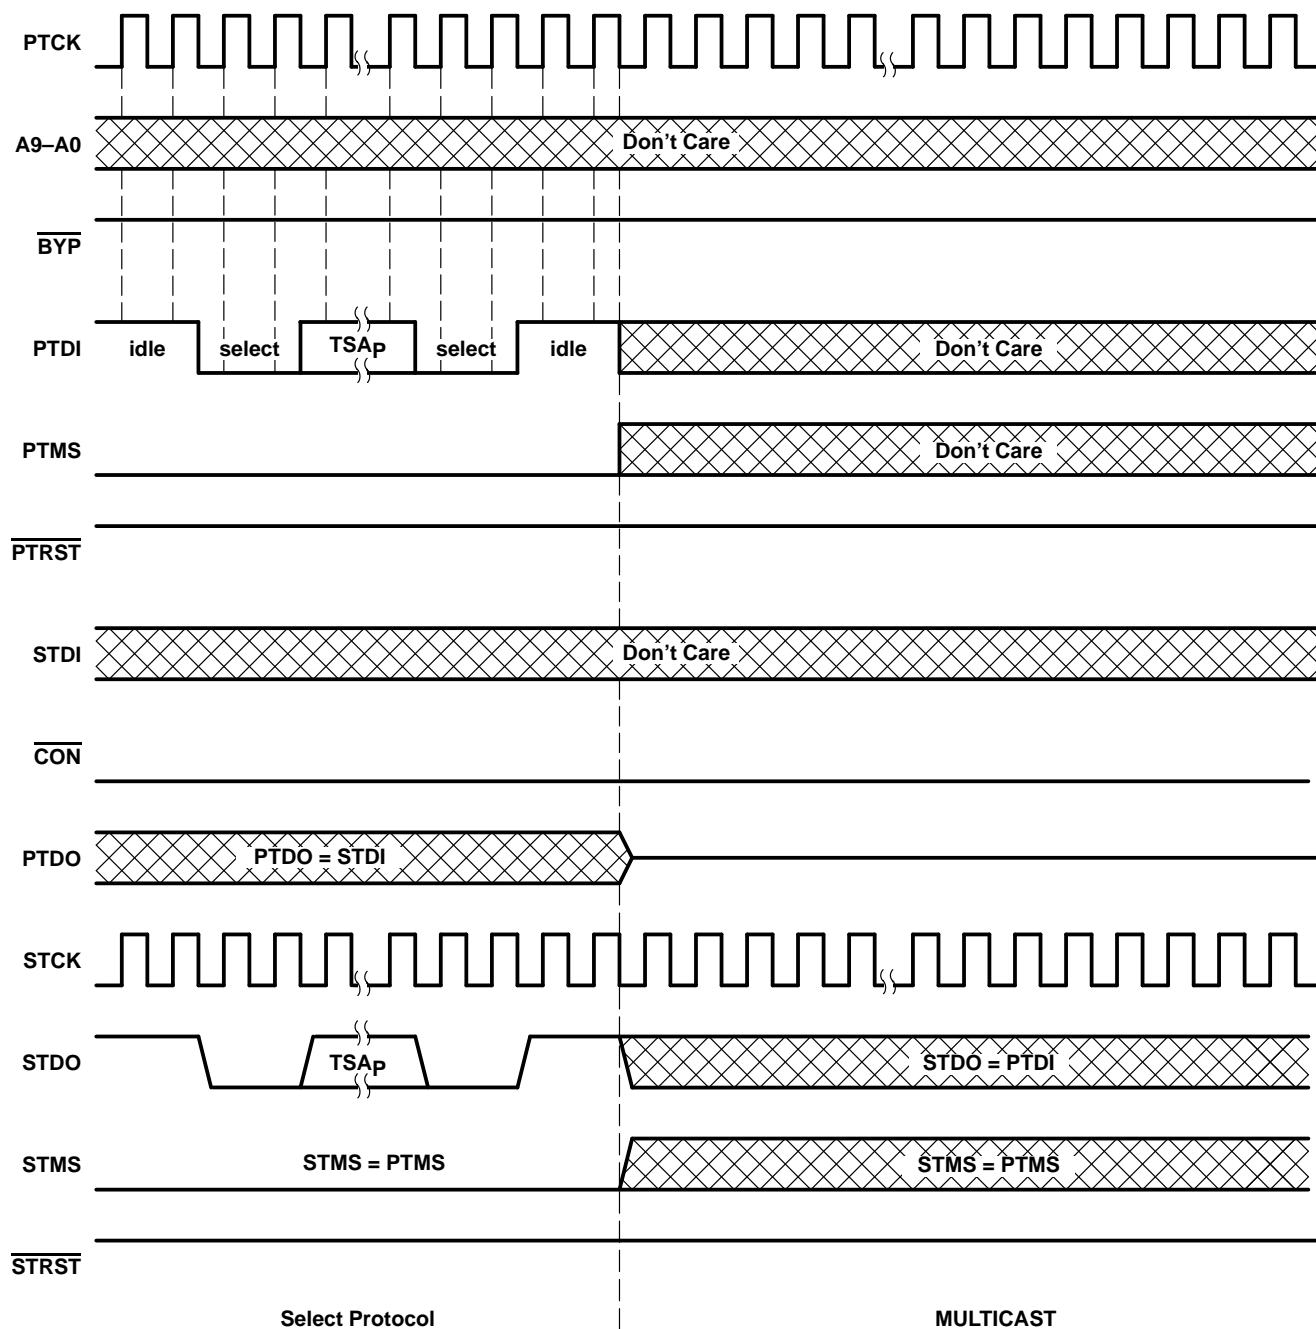 PTCK
A9–A0
Don't Care
BYP
PTDI
idle
select
TSAP
select
idle
Don't Care
PTMS
Don't Care
PTRST
STDI
Don't Care
CON
PTDO
PTDO = STDI
STCK
STDO
TSAP
STDO = PTDI
STMS
STMS = PTMS
STMS = PTMS
STRST
Select Protocol
MULTICAST